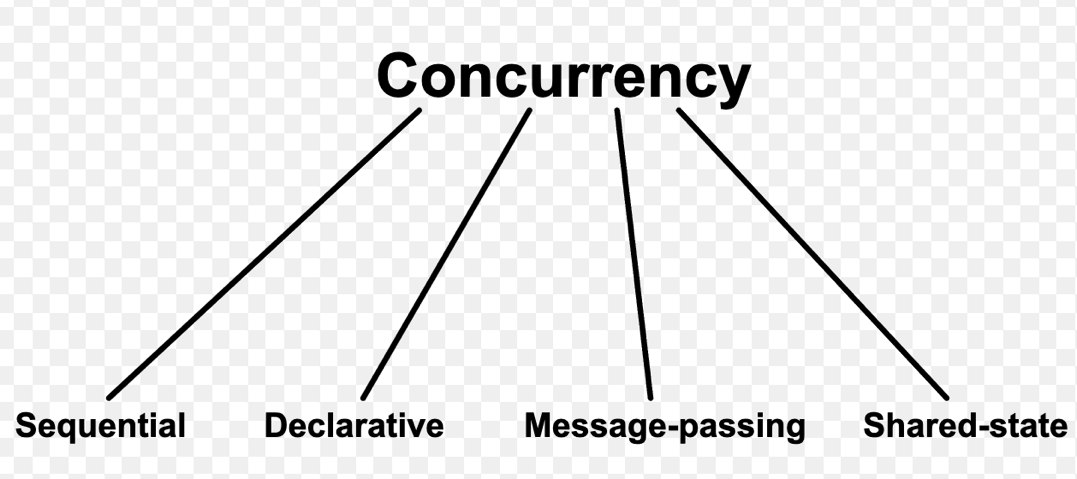 Concurrency
Sequential Declarative Message-passing Shared-state